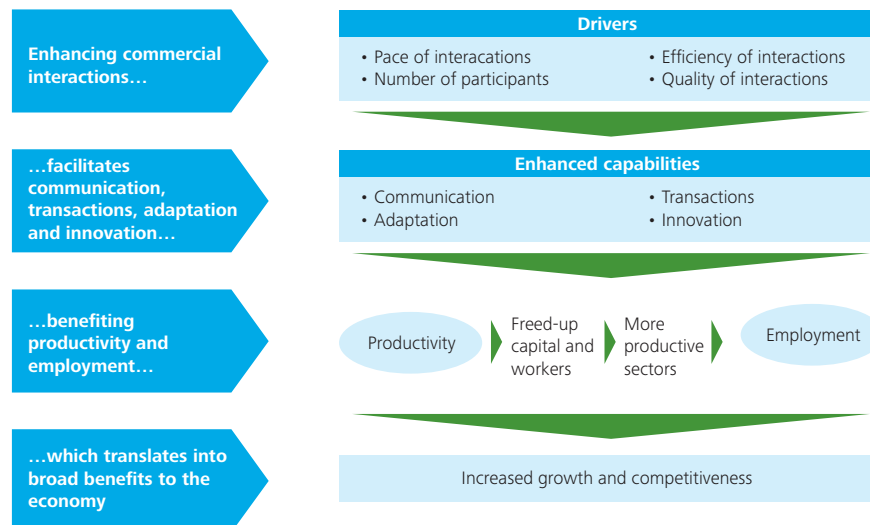 Enhancing commercial
interactions…
Drivers
• Pace of interacations
• Number of participants
• Efficiency of interactions
• Quality of interactions
…facilitates
communication,
transactions, adaptation
and innovation…
Enhanced capabilities
• Communication
• Adaptation
• Transactions
• Innovation
…benefiting
productivity and
employment…
Productivity
Freed-up
capital and
workers
More
productive
sectors
Employment
…which translates into
broad benefits to the
economy
Increased growth and competitiveness